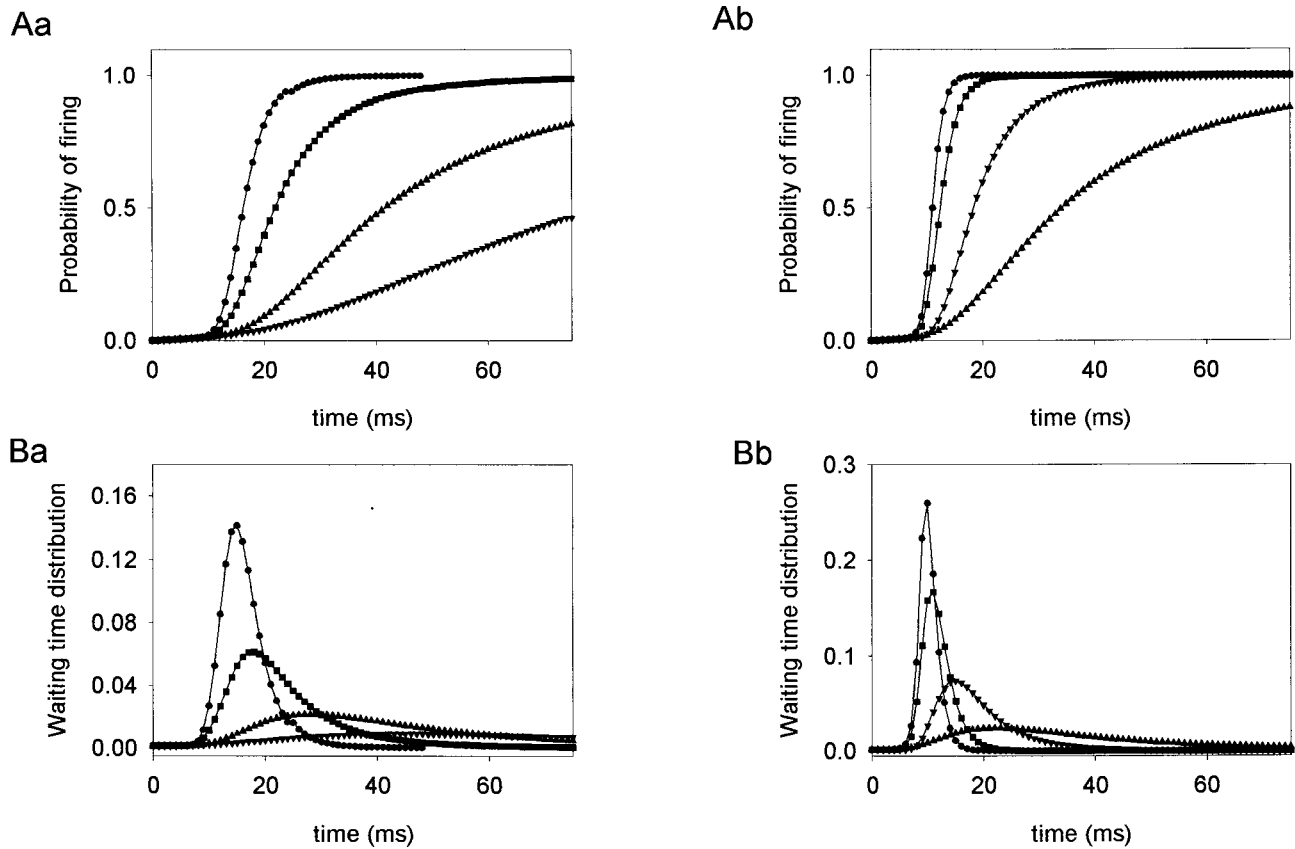 Aa
Probability of firing
1.0
0.5
0.0
0 20 40 60
time (ms)
Ab
Probability of firing
1.0
0.5
0.0
0 20 40 60
time (ms)
Ba
Waiting time distribution
0.16
0.12
0.08
0.04
0.00
0 20 40 60
time (ms)
Bb
Waiting time distribution
0.3
0.2
0.1
0.0
0 20 40 60
time (ms)